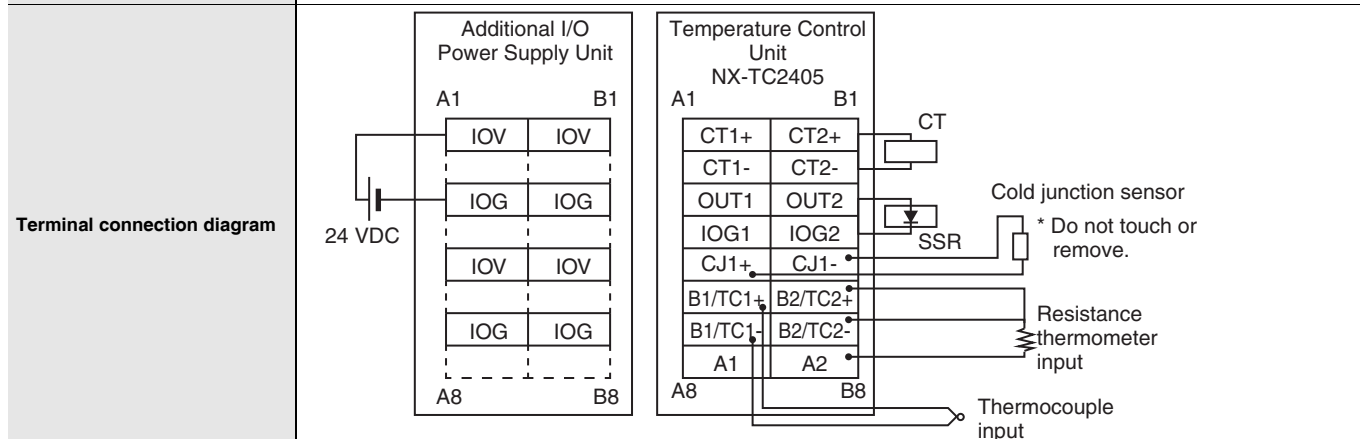 Terminal connection diagram
Additional I/O
Power Supply Unit
A1 B1
IOV IOV
IOG IOG
IOV IOV
IOG IOG
A8 B8
24 VDC
Temperature Control
Unit
NX-TC2405
A1 B1
CT1+ CT2+
CT1- CT2-
OUT1 OUT2
IOG1 IOG2
CJ1+ CJ1-
B1/TC1+ B2/TC2+
B1/TC1- B2/TC2-
A1 A2
A8 B8
CT
SSR
Cold junction sensor
* Do not touch or
remove.
Resistance
thermometer
input
Thermocouple
input